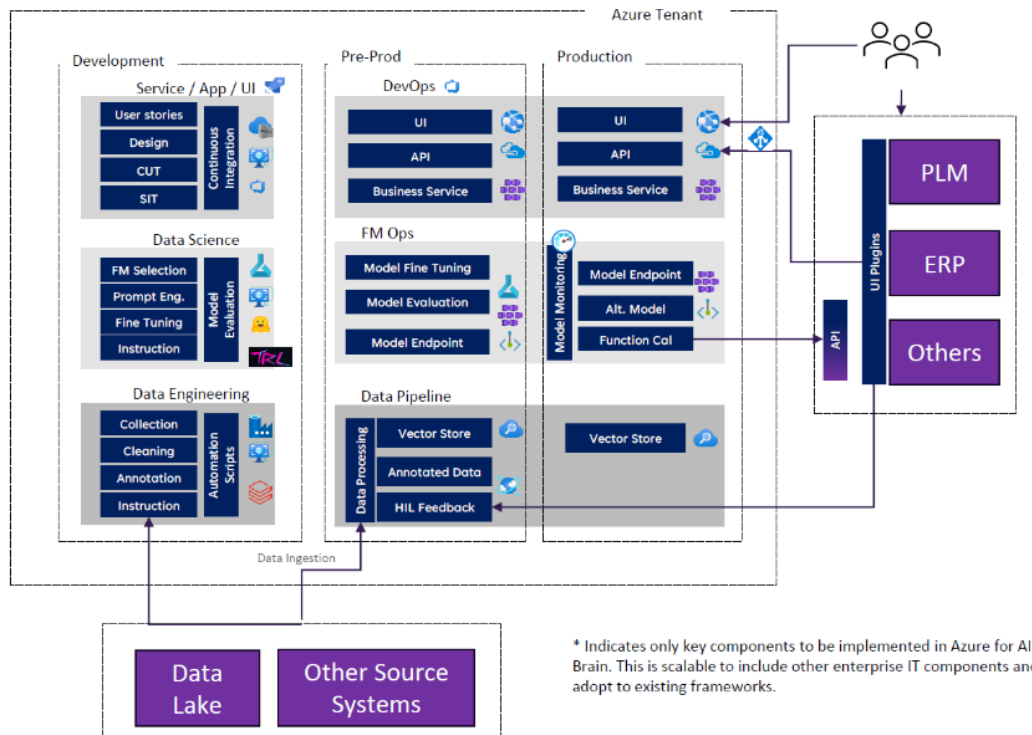 Azure Tenant
Development
Service / App / UI
User stories
Design
CUT
SIT
Continuous
Integration
Data Science
FM Selection
Prompt Eng.
Fine Tuning
Instruction
Model
Evaluation
TRL
Data Engineering
Collection
Cleaning
Annotation
Instruction
Automation
Scripts
Pre-Prod
DevOps
UI
API
Business Service
FM Ops
Model Fine Tuning
Model Evaluation
Model Endpoint
Data Pipeline
Data Processing
Vector Store
Annotated Data
HIL Feedback
Production
UI
API
Business Service
Model Monitoring
Model Endpoint
Alt. Model
Function Cal
Vector Store
API
UI Plugins
PLM
ERP
Others
Data Ingestion
Data
Lake
Other Source
Systems
* Indicates only key components to be implemented in Azure for AI
Brain. This is scalable to include other enterprise IT components and
adopt to existing frameworks.